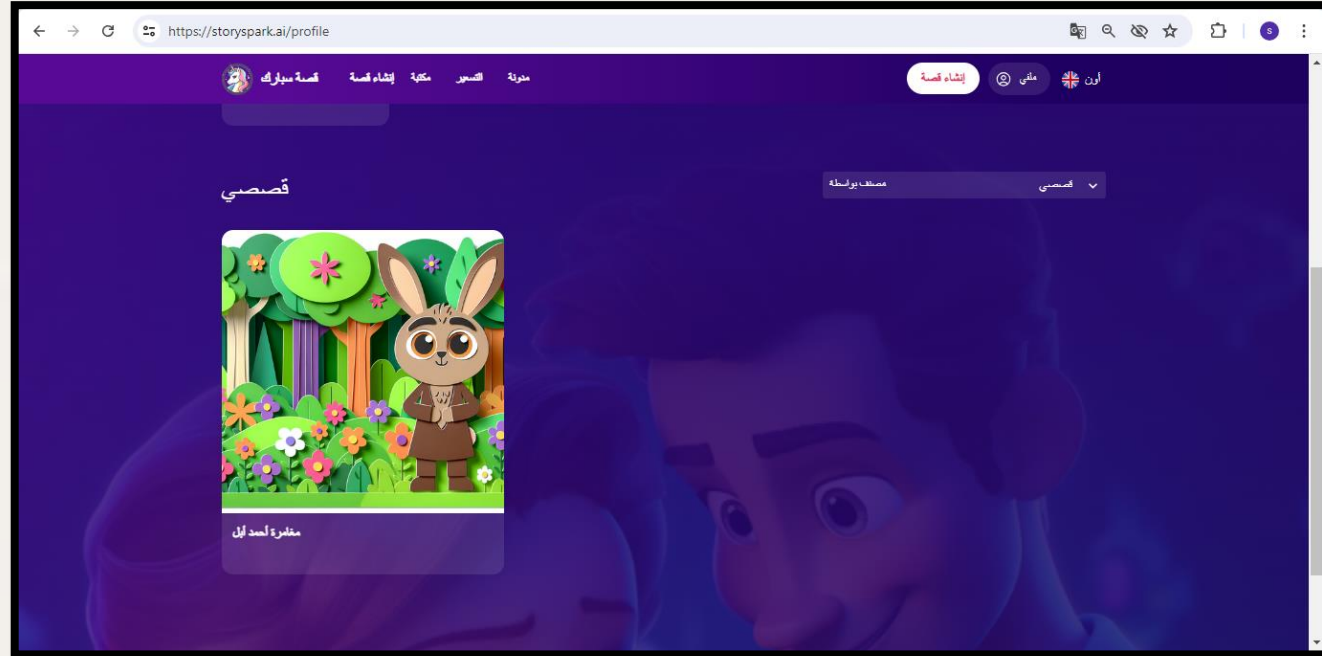 https://storyspark.ai/profile
S
قصة سبارك إنشاء قصة مكتبة التسعير مدونة
إنشاء قصة ملفي أون
قصصي
مصنف بواسطة قصصي
مغامرة أحمد أبل